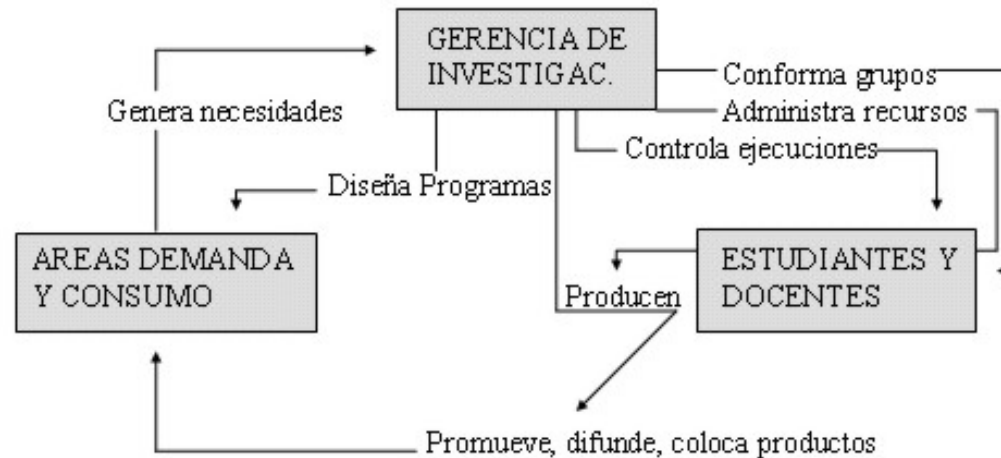 GERENCIA DE
INVESTIGAC.
Conforma grupos
Genera necesidades
Administra recursos
Controla ejecuciones
Diseña Programas
AREAS DEMANDA
Y CONSUMO
ESTUDIANTES Y
DOCENTES
Producen
Promueve, difunde, coloca productos